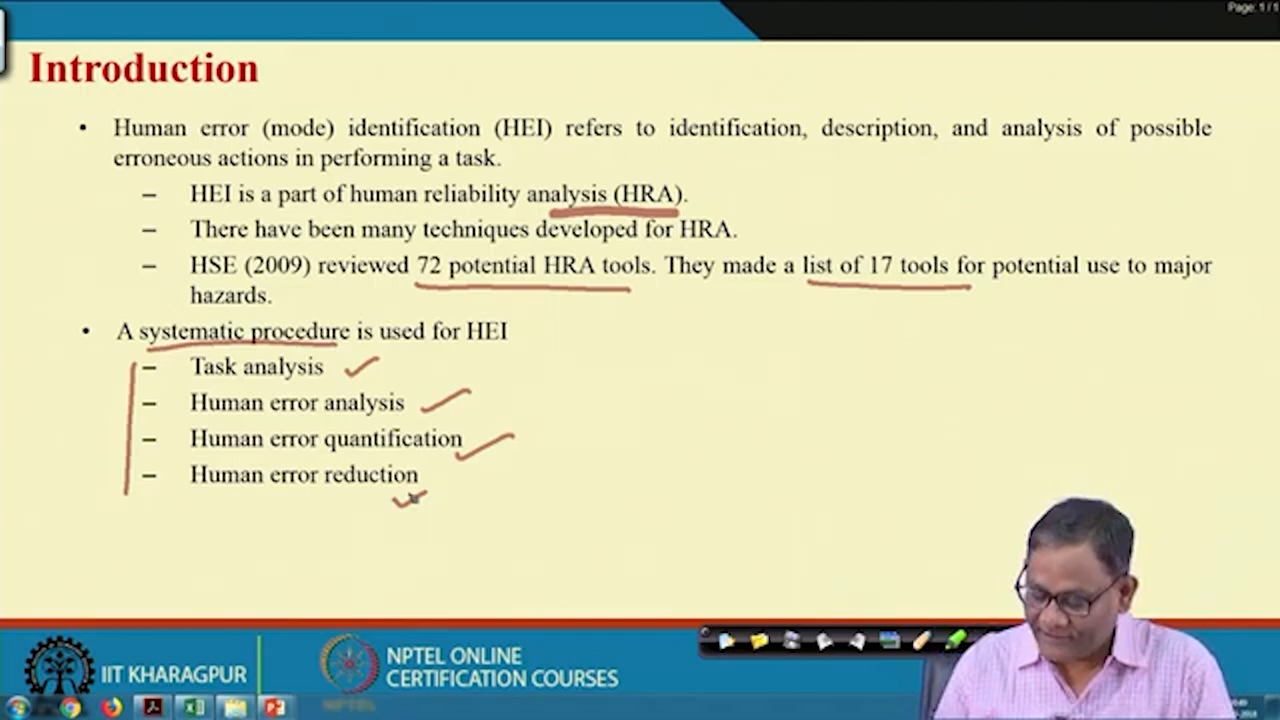 Page: 1 / 1
Introduction
• Human error (mode) identification (HEI) refers to identification, description, and analysis of possible
erroneous actions in performing a task.
– HEI is a part of human reliability analysis (HRA).
– There have been many techniques developed for HRA.
– HSE (2009) reviewed 72 potential HRA tools. They made a list of 17 tools for potential use to major
hazards.
• A systematic procedure is used for HEI
– Task analysis
– Human error analysis
– Human error quantification
– Human error reduction
IIT KHARAGPUR
NPTEL ONLINE
CERTIFICATION COURSES
NPTEL